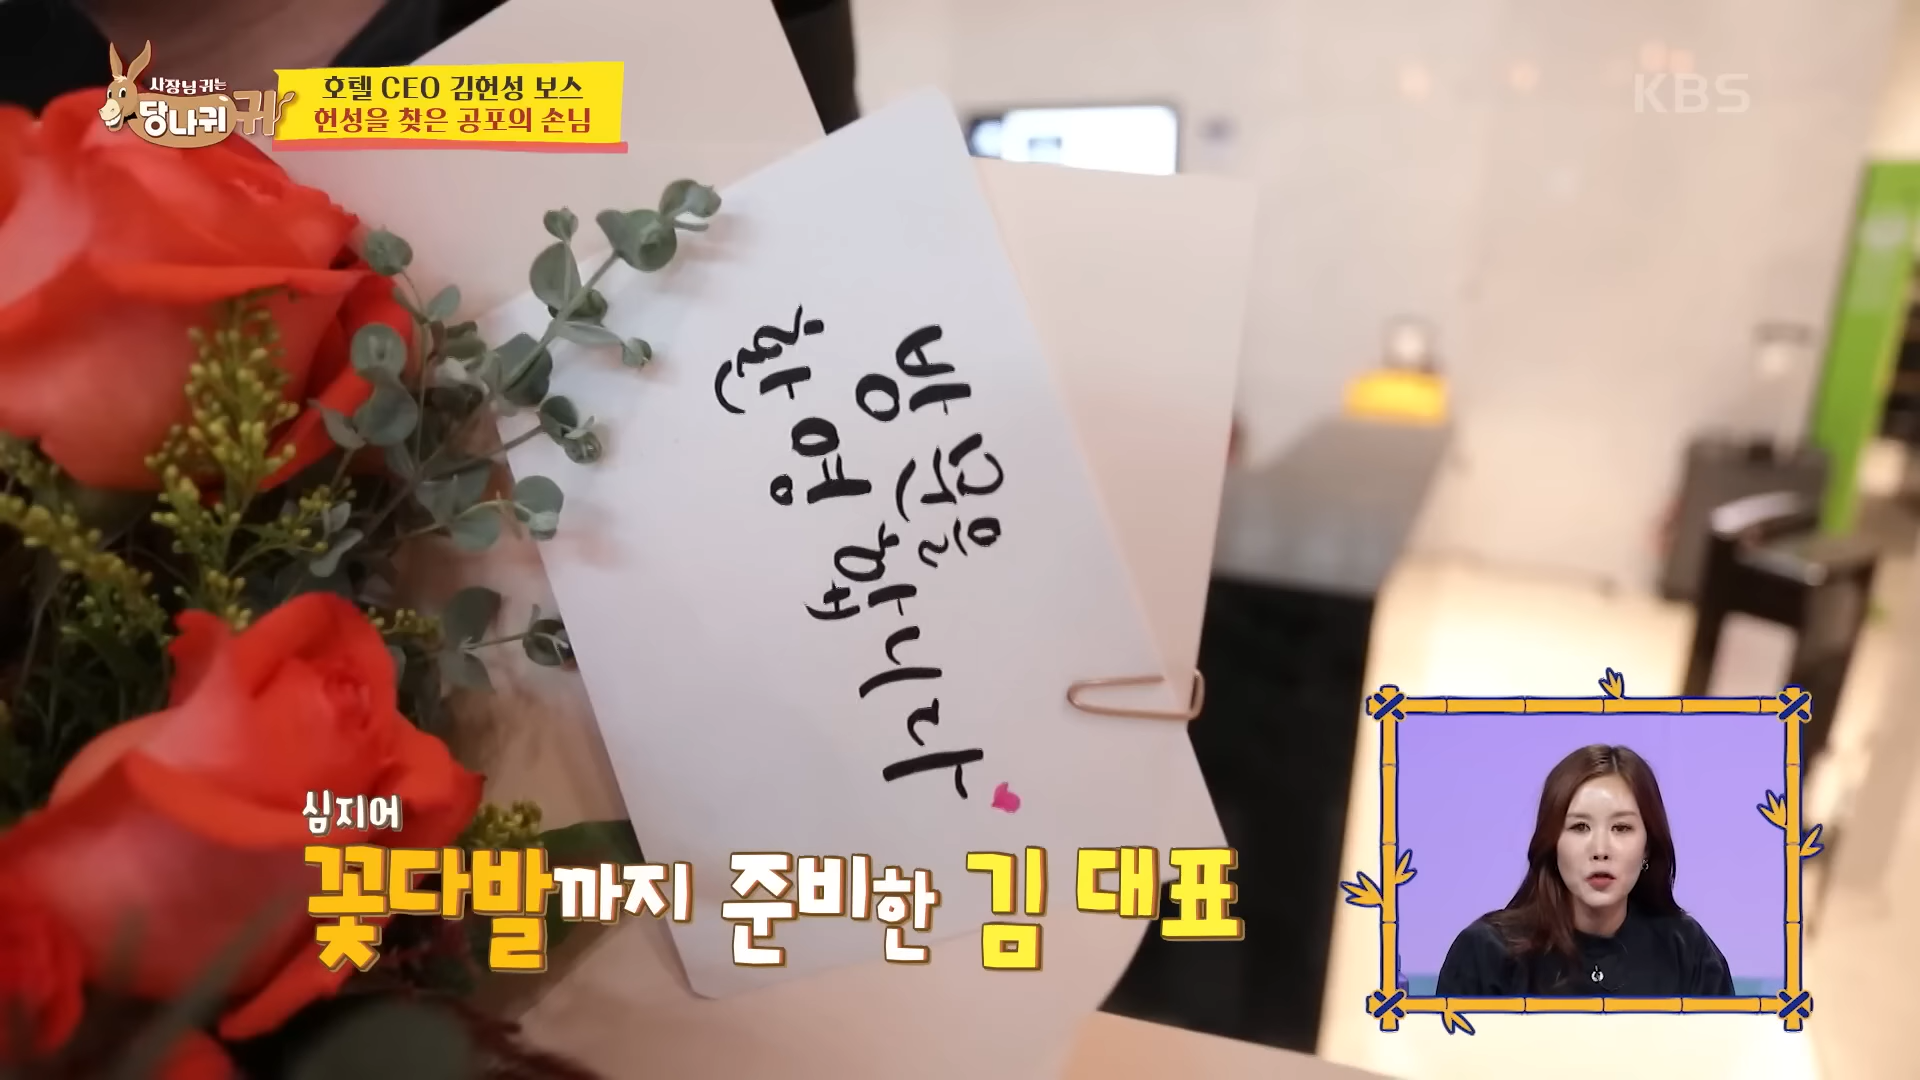 사장님 귀는
당나귀 귀
호텔 CEO 김헌성 보스
헌성을 찾은 공포의 손님
KBS
방문을
환영합니다
심지어
꽃다발까지 준비한 김 대표